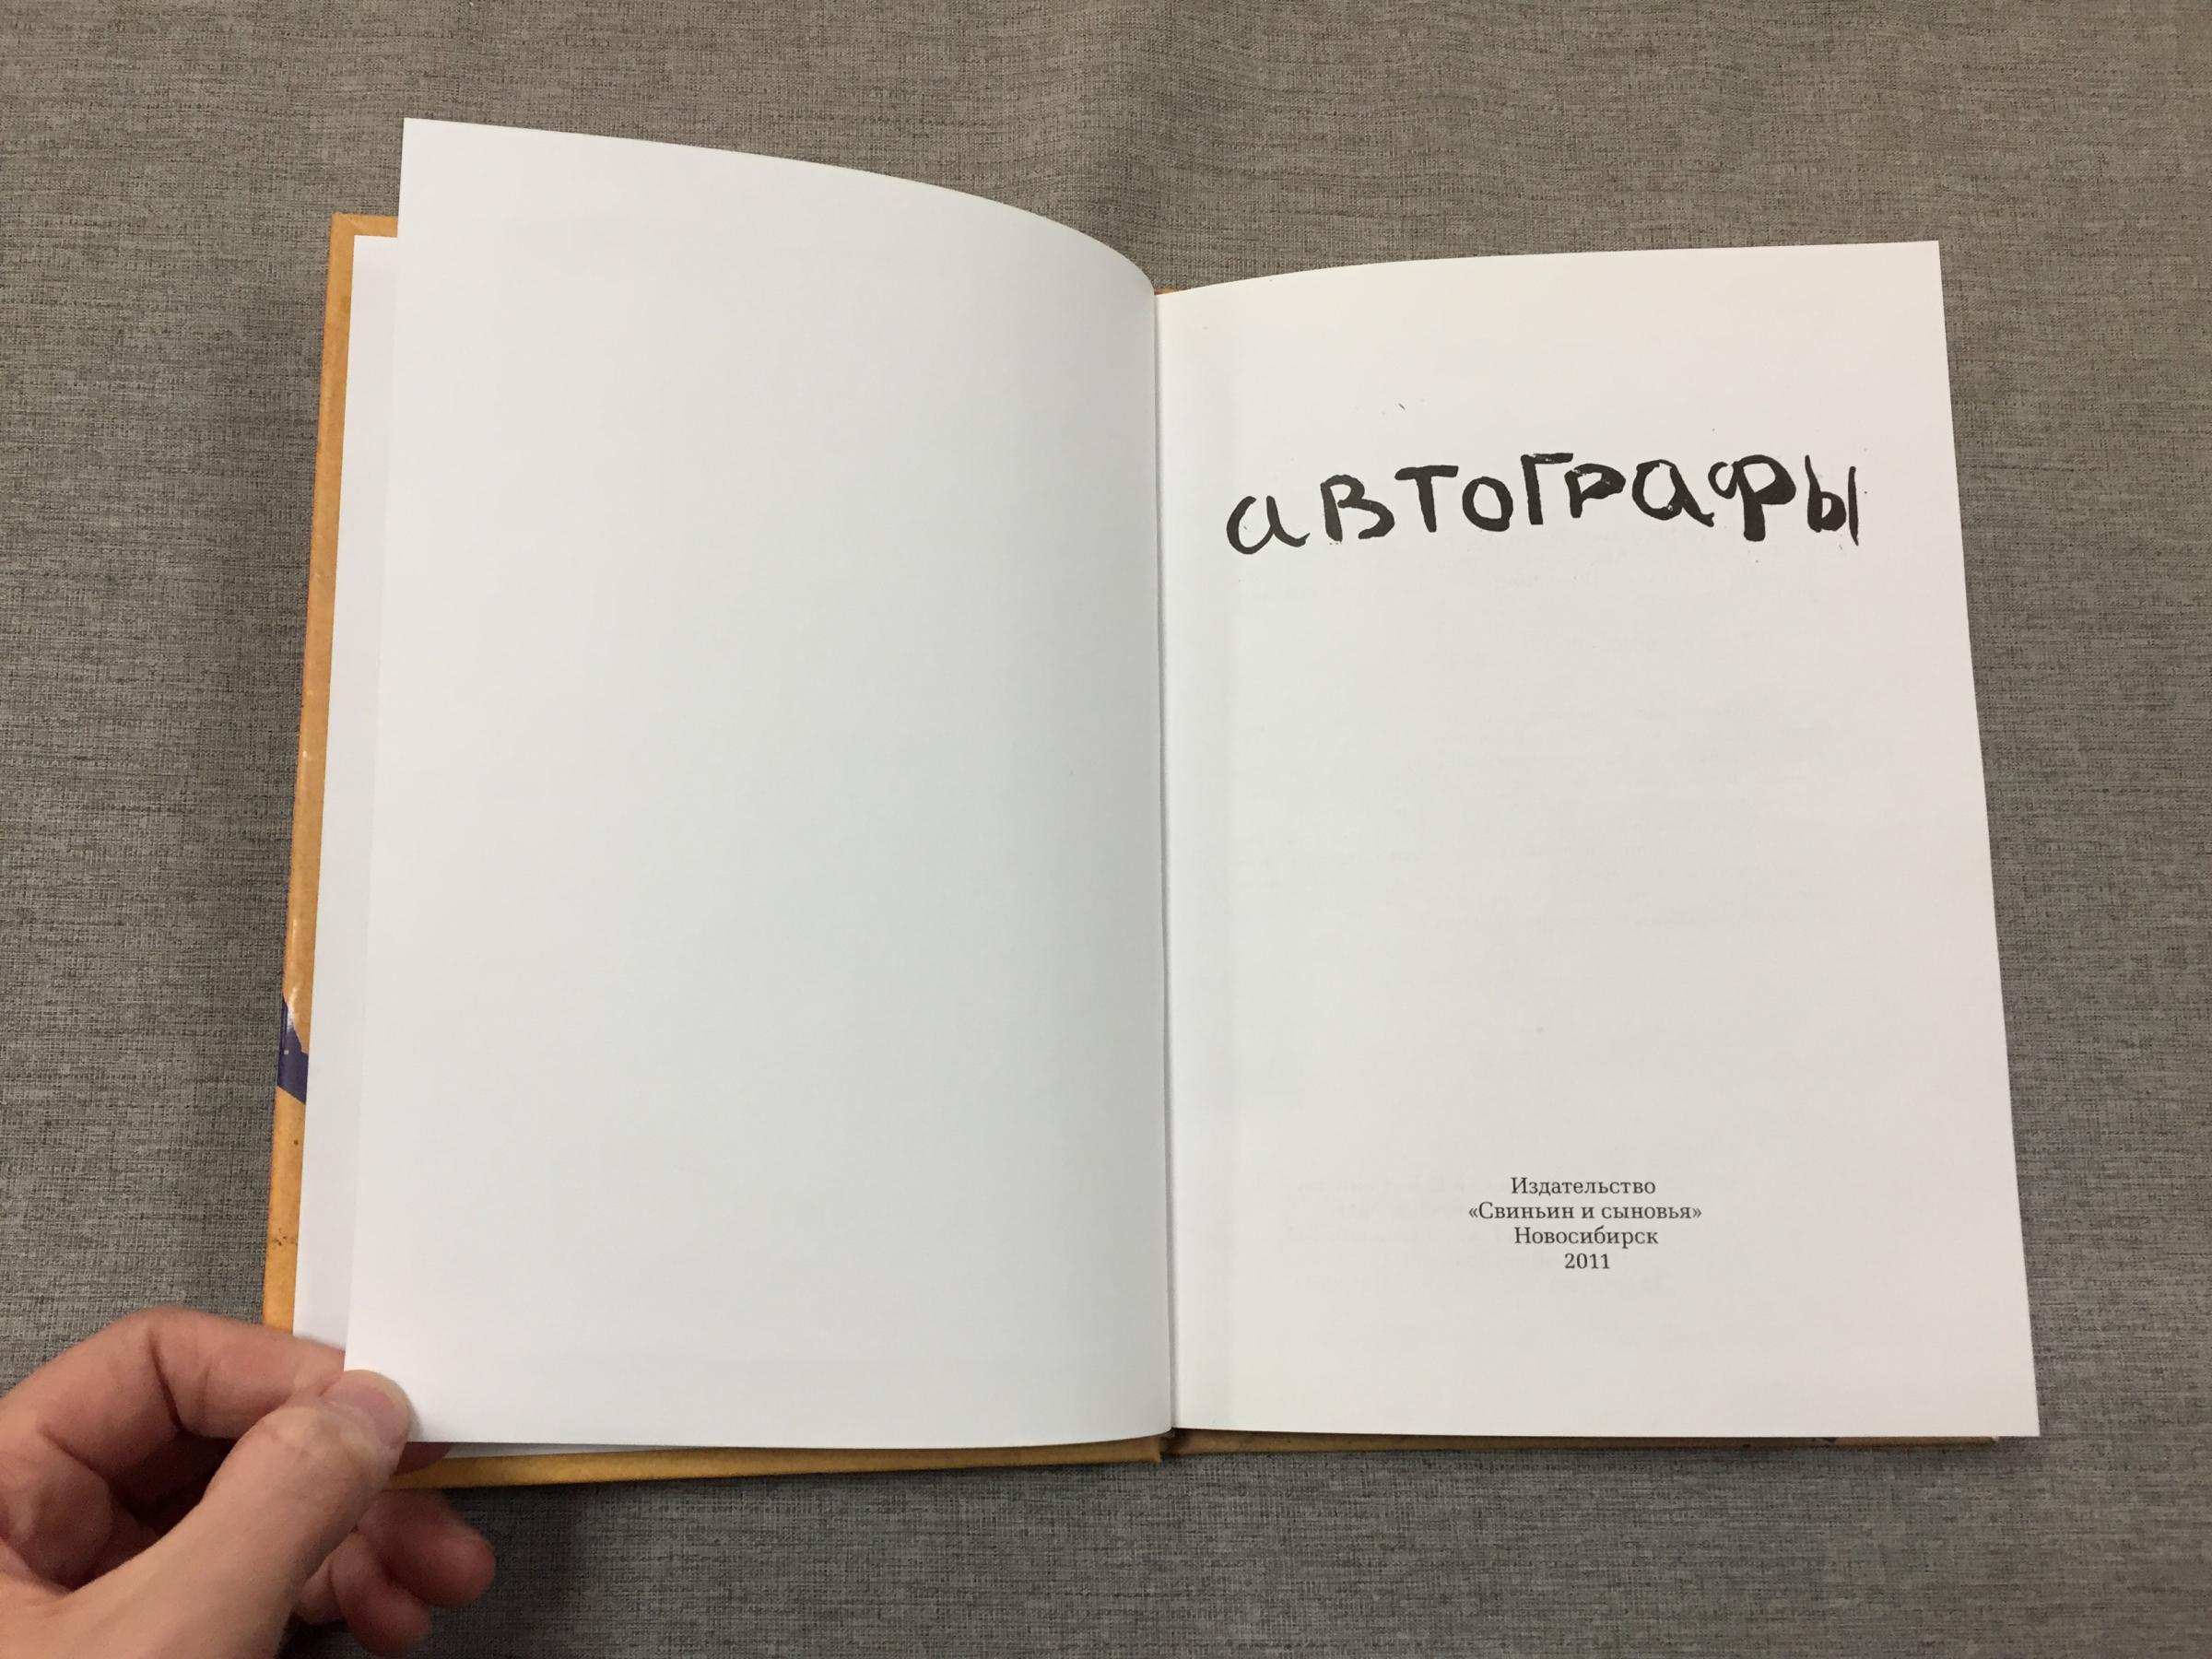 автографы
Издательство
«Свиньин и сыновья»
Новосибирск
2011